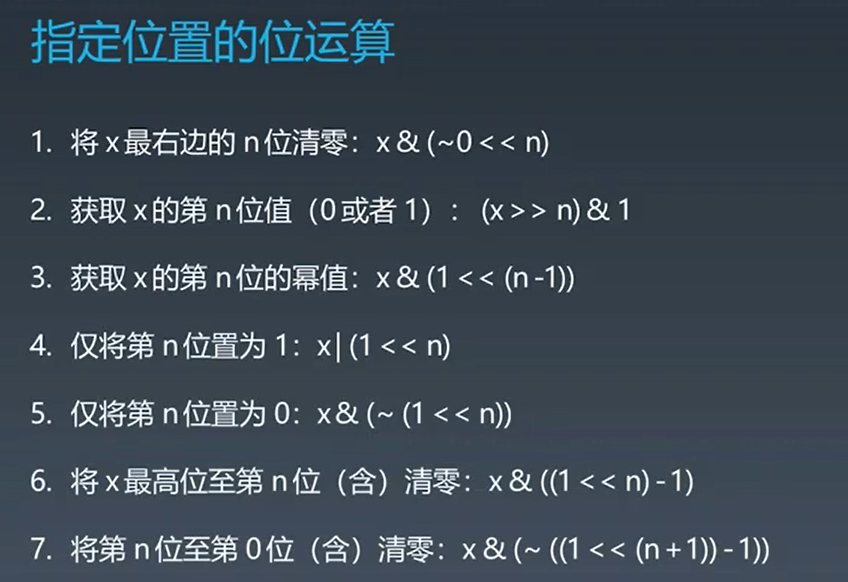 指定位置的位运算
1. 将 x 最右边的 n 位清零：x & (~0 << n)
2. 获取 x 的第 n 位值（0 或者 1）：(x >> n) & 1
3. 获取 x 的第 n 位的幂值：x & (1 << (n -1))
4. 仅将第 n 位置为 1：x | (1 << n)
5. 仅将第 n 位置为 0：x & (~ (1 << n))
6. 将 x 最高位至第 n 位（含）清零：x & ((1 << n) - 1)
7. 将第 n 位至第 0 位（含）清零：x & (~ ((1 << (n + 1)) - 1))